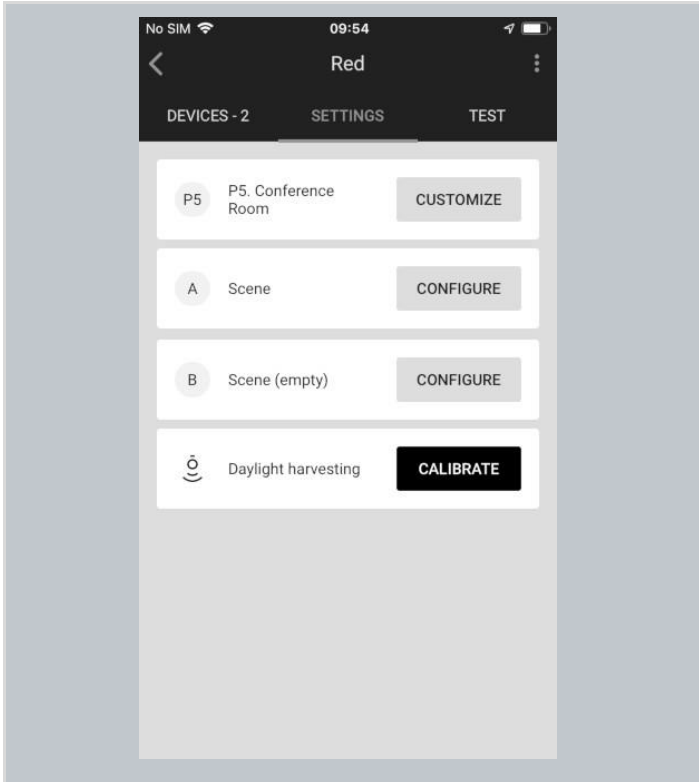 No SIM 09:54
Red
DEVICES - 2 SETTINGS TEST
P5 P5. Conference
Room
CUSTOMIZE
A Scene CONFIGURE
B Scene (empty) CONFIGURE
Daylight harvesting CALIBRATE